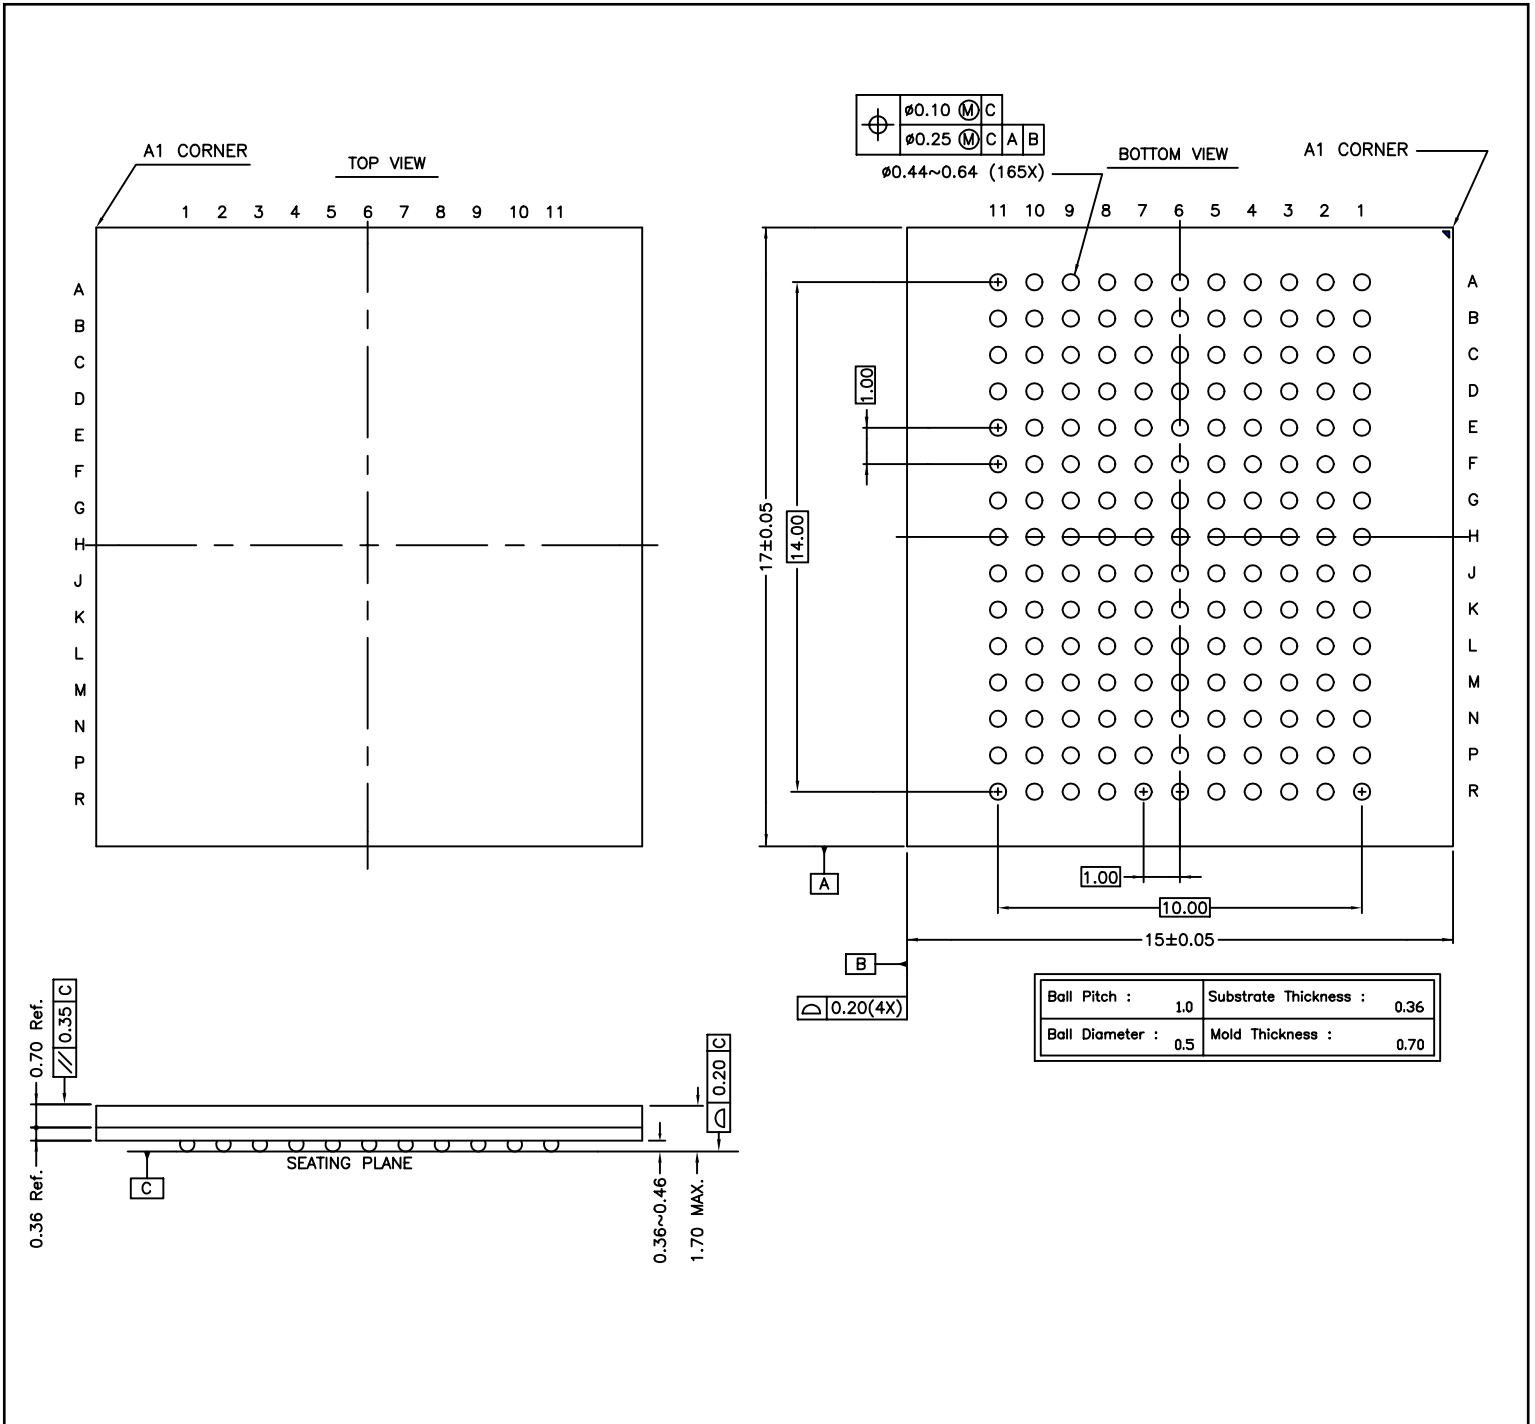 A1 CORNER
TOP VIEW
1 2 3 4 5 6 7 8 9 10 11
A
B
C
D
E
F
G
H
J
K
L
M
N
P
R
⌀0.10 Ⓜ C
⌀0.25 Ⓜ C A B
⌀0.44~0.64 (165X)
BOTTOM VIEW
A1 CORNER
11 10 9 8 7 6 5 4 3 2 1
A
B
C
D
E
F
G
H
J
K
L
M
N
P
R
1.00
17±0.05
14.00
A
1.00
10.00
15±0.05
B
0.20(4X)
Ball Pitch : 1.0 Substrate Thickness : 0.36
Ball Diameter : 0.5 Mold Thickness : 0.70
0.70 Ref.
// 0.35 C
0.36 Ref.
SEATING PLANE
C
0.20 C
0.36~0.46
1.70 MAX.